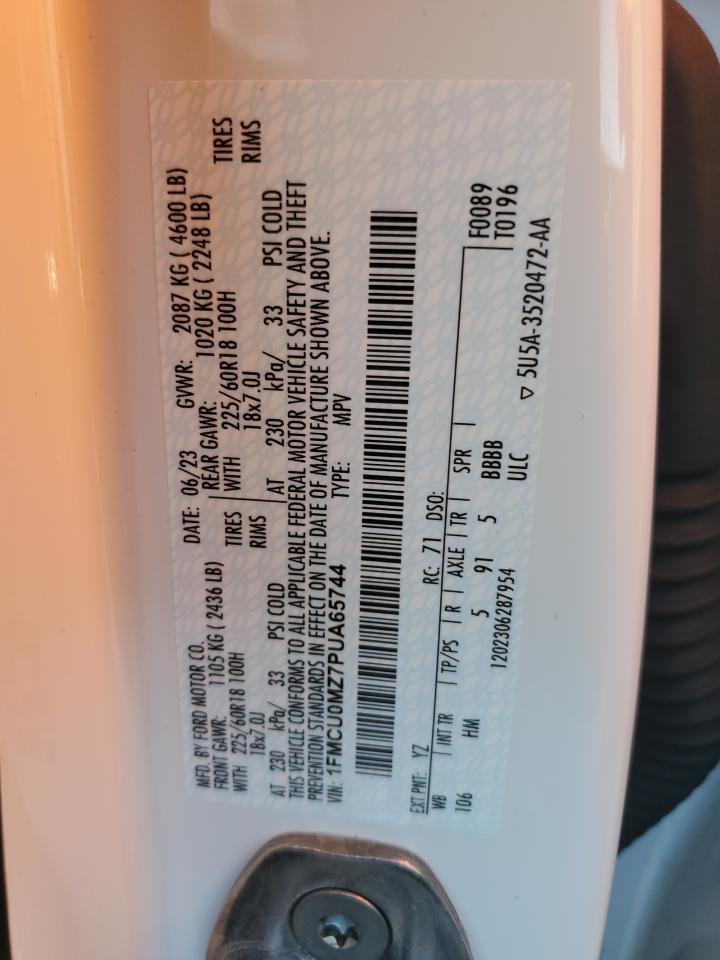 MFD. BY FORD MOTOR CO.
DATE: 06/23 GVWR: 2087 KG ( 4600 LB)
FRONT GAWR: 1105 KG ( 2436 LB) REAR GAWR: 1020 KG ( 2248 LB)
WITH 225/60R18 100H TIRES WITH 225/60R18 100H TIRES
18x7.0J RIMS 18x7.0J RIMS
AT 230 kPa/ 33 PSI COLD AT 230 kPa/ 33 PSI COLD
THIS VEHICLE CONFORMS TO ALL APPLICABLE FEDERAL MOTOR VEHICLE SAFETY AND THEFT
PREVENTION STANDARDS IN EFFECT ON THE DATE OF MANUFACTURE SHOWN ABOVE.
VIN: 1FMCU0MZ7PUA65744 TYPE: MPV
EXT PNT: YZ RC: 71 DSO: F0089
WB INT TR TP/PS R AXLE TR SPR T0196
106 HM 5 91 5 BBBB
ULC
1202306287954 ▽ 5U5A-3520472-AA